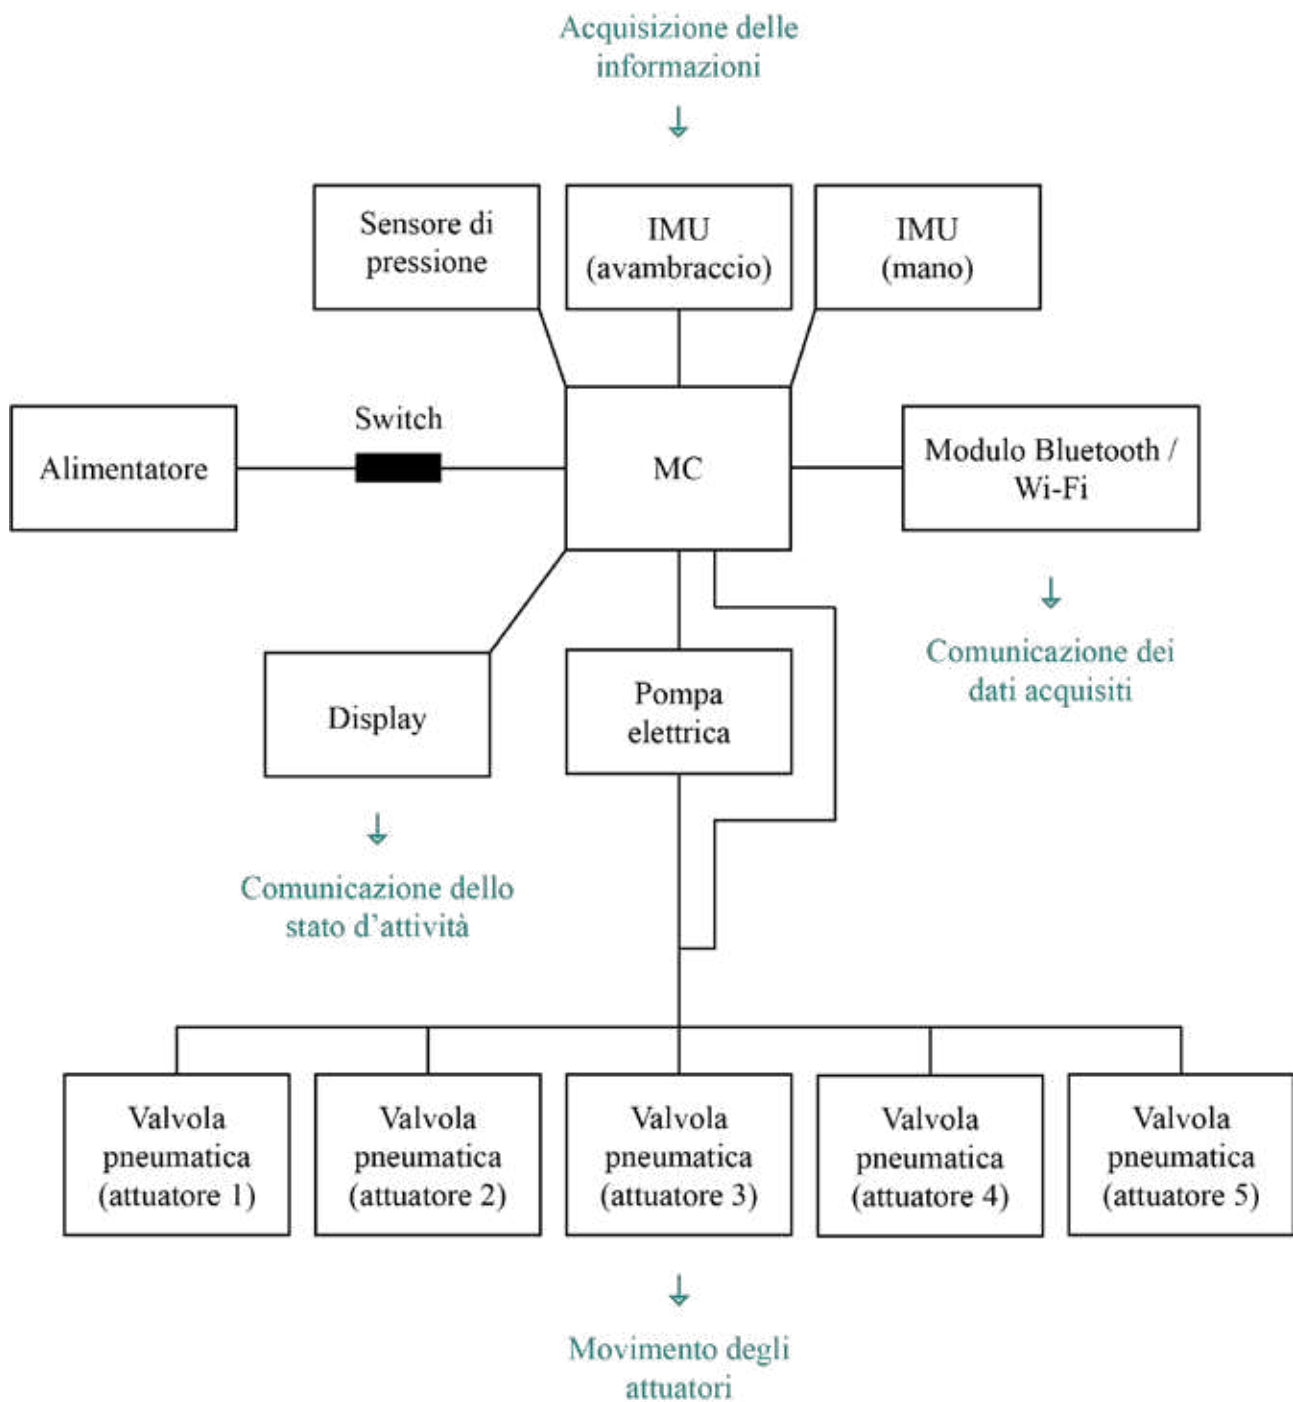 Acquisizione delle
informazioni
Sensore di
pressione
IMU
(avambraccio)
IMU
(mano)
Alimentatore
Switch
MC
Modulo Bluetooth /
Wi-Fi
Comunicazione dei
dati acquisiti
Display
Pompa
elettrica
Comunicazione dello
stato d’attività
Valvola
pneumatica
(attuatore 1)
Valvola
pneumatica
(attuatore 2)
Valvola
pneumatica
(attuatore 3)
Valvola
pneumatica
(attuatore 4)
Valvola
pneumatica
(attuatore 5)
Movimento degli
attuatori